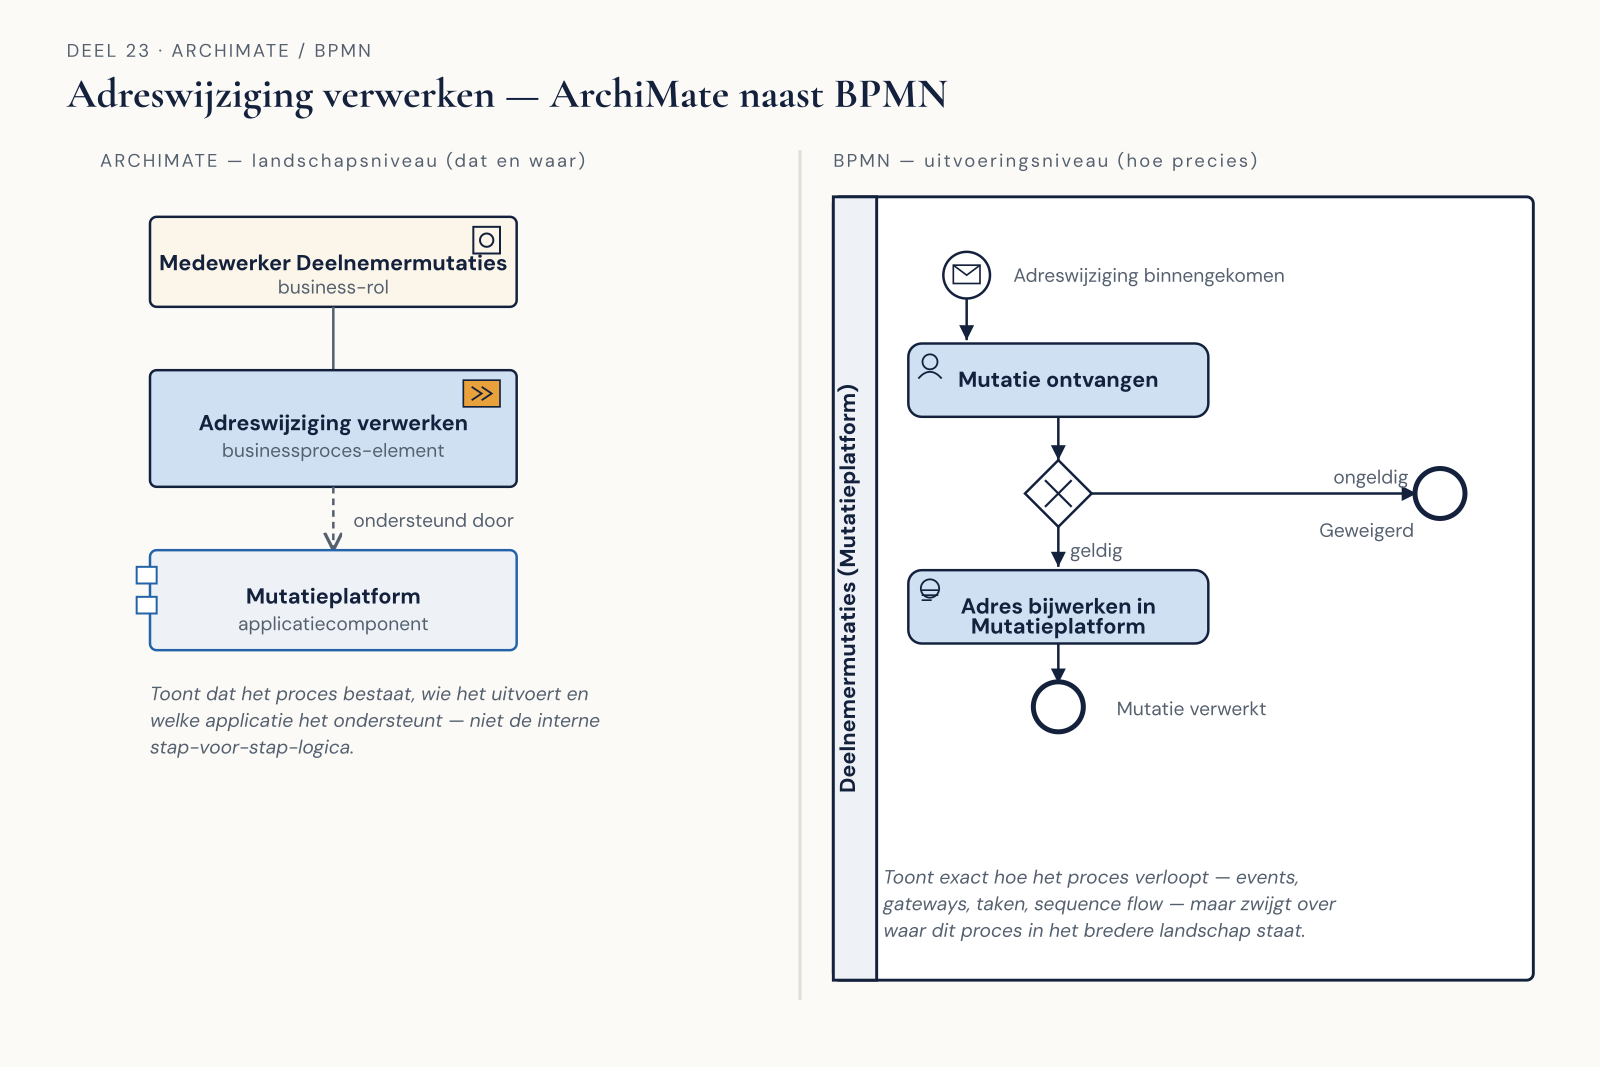 DEEL 23 · ARCHIMATE / BPMN
Adreswijziging verwerken — ArchiMate naast BPMN
ARCHIMATE — landschapsniveau (dat en waar)
Medewerker Deelnemermutaties
business-rol
Adreswijziging verwerken
businessproces-element
ondersteund door
Mutatieplatform
applicatiecomponent
Toont dat het proces bestaat, wie het uitvoert en
welke applicatie het ondersteunt — niet de interne
stap-voor-stap-logica.
BPMN — uitvoeringsniveau (hoe precies)
Deelnemermutaties (Mutatieplatform)
Adreswijziging binnengekomen
Mutatie ontvangen
ongeldig
Geweigerd
geldig
Adres bijwerken in
Mutatieplatform
Mutatie verwerkt
Toont exact hoe het proces verloopt — events,
gateways, taken, sequence flow — maar zwijgt over
waar dit proces in het bredere landschap staat.